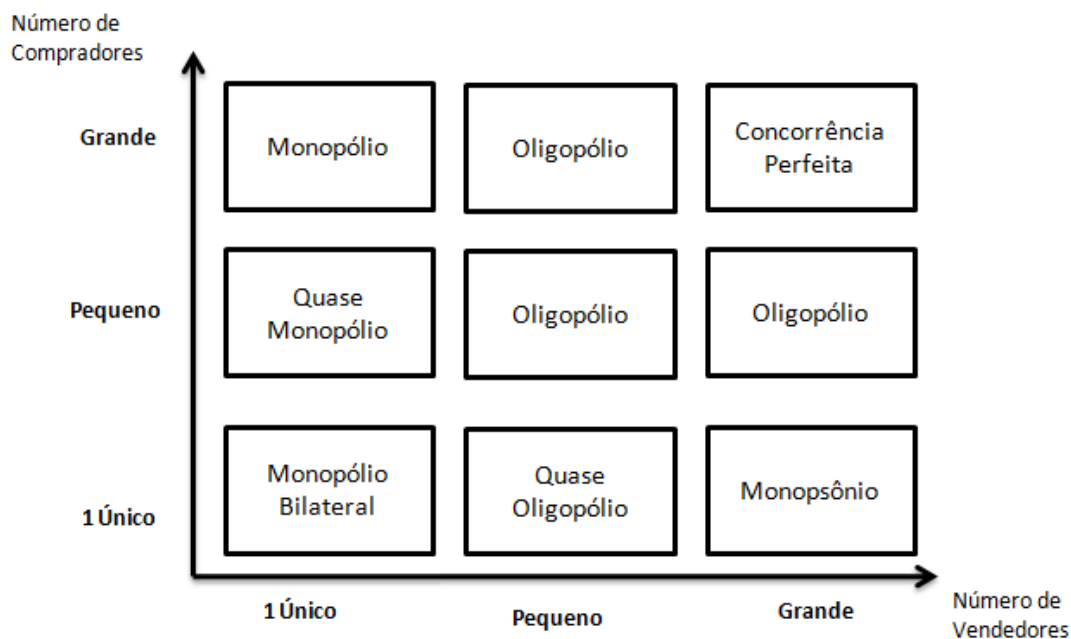 Número de
Compradores
Grande
Monopólio
Oligopólio
Concorrência
Perfeita
Pequeno
Quase
Monopólio
Oligopólio
Oligopólio
1 Único
Monopólio
Bilateral
Quase
Oligopólio
Monopsônio
1 Único
Pequeno
Grande
Número de
Vendedores